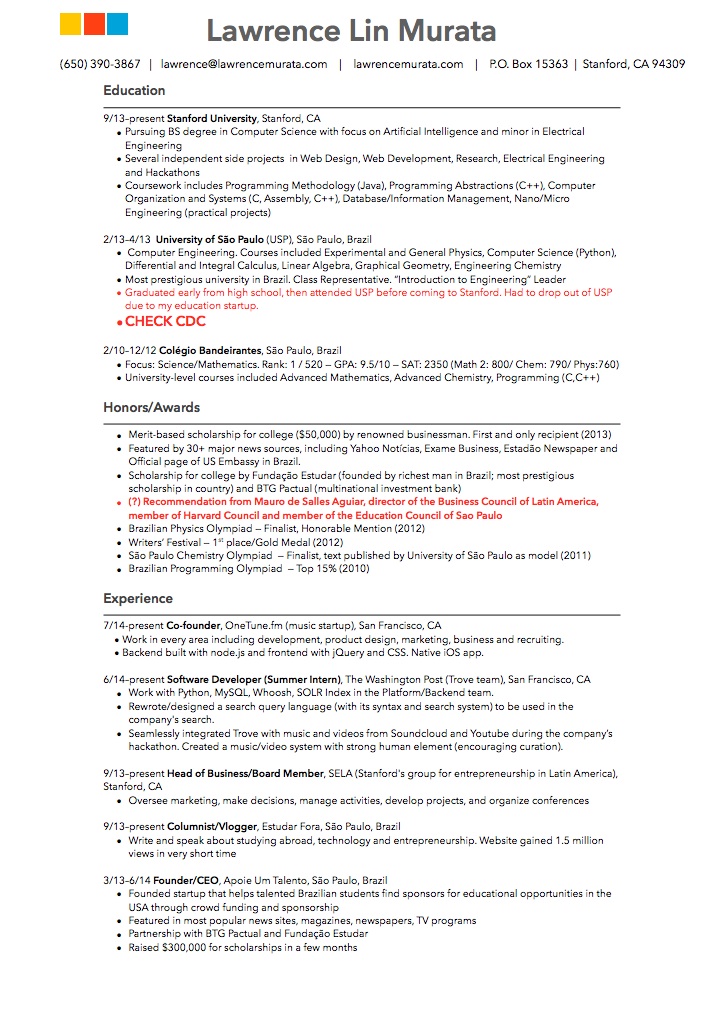 Lawrence Lin Murata
(650) 390-3867 | lawrence@lawrencemurata.com | lawrencemurata.com | P.O. Box 15363 | Stanford, CA 94309
Education
9/13-present Stanford University, Stanford, CA
• Pursuing BS degree in Computer Science with focus on Artificial Intelligence and minor in Electrical
Engineering
• Several independent side projects in Web Design, Web Development, Research, Electrical Engineering
and Hackathons
• Coursework includes Programming Methodology (Java), Programming Abstractions (C++), Computer
Organization and Systems (C, Assembly, C++), Database/Information Management, Nano/Micro
Engineering (practical projects)
2/13-4/13 University of São Paulo (USP), São Paulo, Brazil
• Computer Engineering. Courses included Experimental and General Physics, Computer Science (Python),
Differential and Integral Calculus, Linear Algebra, Graphical Geometry, Engineering Chemistry
• Most prestigious university in Brazil. Class Representative. “Introduction to Engineering” Leader
• Graduated early from high school, then attended USP before coming to Stanford. Had to drop out of USP
due to my education startup.
• CHECK CDC
2/10-12/12 Colégio Bandeirantes, São Paulo, Brazil
• Focus: Science/Mathematics. Rank: 1 / 520 – GPA: 9.5/10 – SAT: 2350 (Math 2: 800/ Chem: 790/ Phys:760)
• University-level courses included Advanced Mathematics, Advanced Chemistry, Programming (C,C++)
Honors/Awards
• Merit-based scholarship for college ($50,000) by renowned businessman. First and only recipient (2013)
• Featured by 30+ major news sources, including Yahoo Notícias, Exame Business, Estadão Newspaper and
Official page of US Embassy in Brazil.
• Scholarship for college by Fundação Estudar (founded by richest man in Brazil; most prestigious
scholarship in country) and BTG Pactual (multinational investment bank)
• (?) Recommendation from Mauro de Salles Aguiar, director of the Business Council of Latin America,
member of Harvard Council and member of the Education Council of Sao Paulo
• Brazilian Physics Olympiad – Finalist, Honorable Mention (2012)
• Writers’ Festival – 1st place/Gold Medal (2012)
• São Paulo Chemistry Olympiad – Finalist, text published by University of São Paulo as model (2011)
• Brazilian Programming Olympiad – Top 15% (2010)
Experience
7/14-present Co-founder, OneTune.fm (music startup), San Francisco, CA
• Work in every area including development, product design, marketing, business and recruiting.
• Backend built with node.js and frontend with jQuery and CSS. Native iOS app.
6/14-present Software Developer (Summer Intern), The Washington Post (Trove team), San Francisco, CA
• Work with Python, MySQL, Whoosh, SOLR Index in the Platform/Backend team.
• Rewrote/designed a search query language (with its syntax and search system) to be used in the
company’s search.
• Seamlessly integrated Trove with music and videos from Soundcloud and Youtube during the company’s
hackathon. Created a music/video system with strong human element (encouraging curation).
9/13-present Head of Business/Board Member, SELA (Stanford's group for entrepreneurship in Latin America),
Stanford, CA
• Oversee marketing, make decisions, manage activities, develop projects, and organize conferences
9/13-present Columnist/Vlogger, Estudar Fora, São Paulo, Brazil
• Write and speak about studying abroad, technology and entrepreneurship. Website gained 1.5 million
views in very short time
3/13-6/14 Founder/CEO, Apoie Um Talento, São Paulo, Brazil
• Founded startup that helps talented Brazilian students find sponsors for educational opportunities in the
USA through crowd funding and sponsorship
• Featured in most popular news sites, magazines, newspapers, TV programs
• Partnership with BTG Pactual and Fundação Estudar
• Raised $300,000 for scholarships in a few months